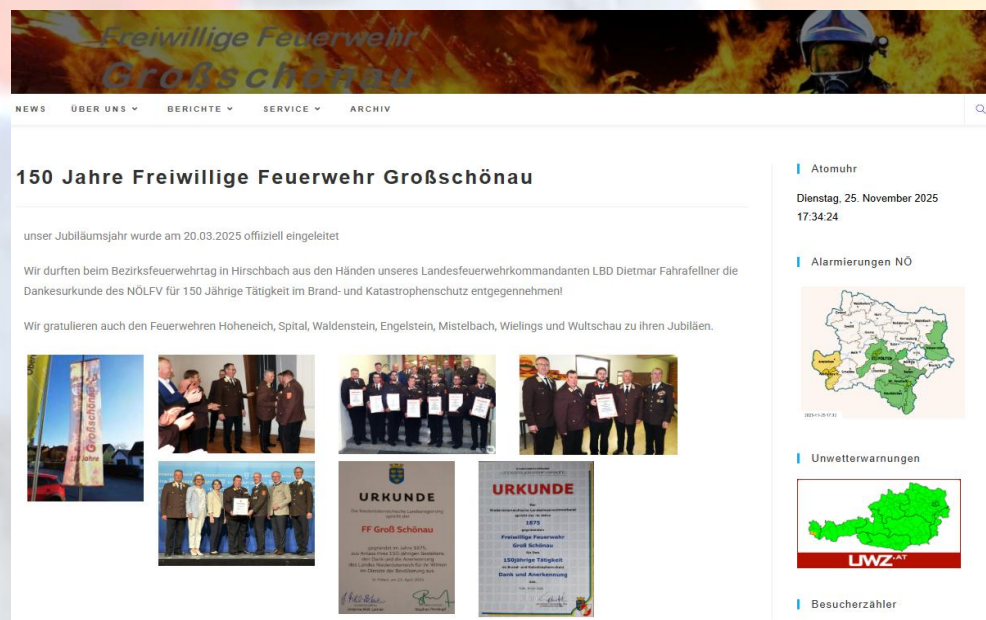 Freiwillige Feuerwehr
Großschönau
NEWS ÜBER UNS BERICHTE SERVICE ARCHIV
150 Jahre Freiwillige Feuerwehr Großschönau
unser Jubiläumsjahr wurde am 20.03.2025 offiiziell eingeleitet
Wir durften beim Bezirksfeuerwehrtag in Hirschbach aus den Händen unseres Landesfeuerwehrkommandanten LBD Dietmar Fahrafellner die
Dankesurkunde des NÖLFV für 150 Jährige Tätigkeit im Brand- und Katastrophenschutz entgegennehmen!
Wir gratulieren auch den Feuerwehren Hoheneich, Spital, Waldenstein, Engelstein, Mistelbach, Wielings und Wultschau zu ihren Jubiläen.
Großschönau
150 Jahre
URKUNDE
FF Groß Schönau
URKUNDE
1875
Freiwillige Feuerwehr
Groß Schönau
150jährige Tätigkeit
Dank und Anerkennung
Atomuhr
Dienstag, 25. November 2025
17:34:24
Alarmierungen NÖ
Unwetterwarnungen
UWZ.AT
Besucherzähler